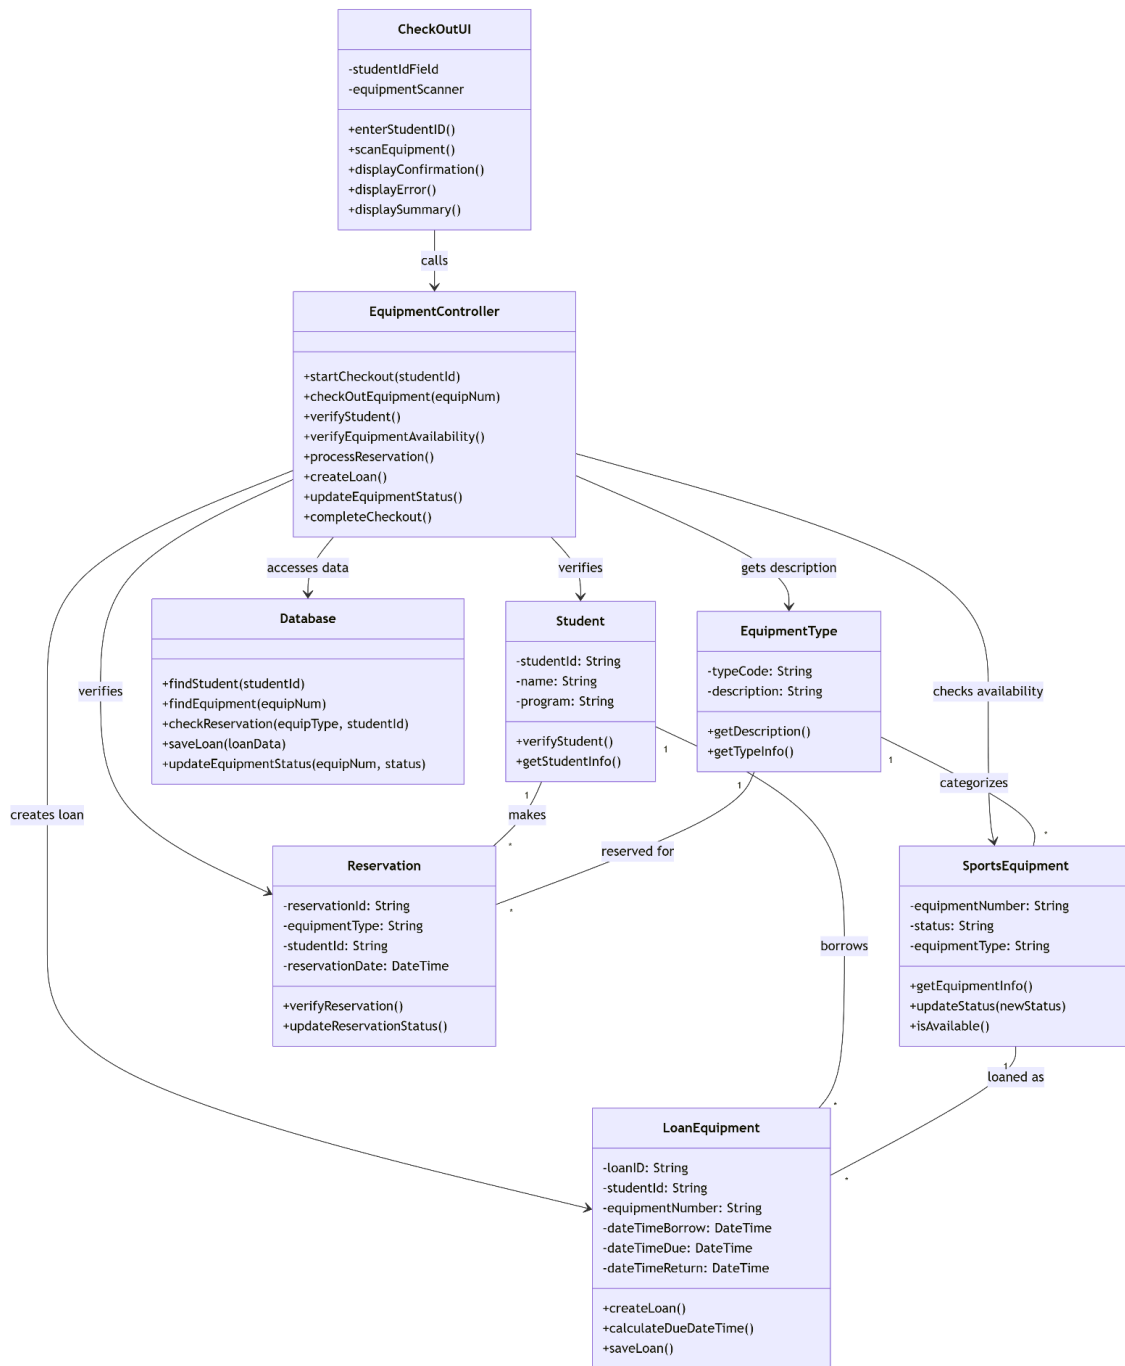 CheckOutUI
-studentIdField
-equipmentScanner
+enterStudentID()
+scanEquipment()
+displayConfirmation()
+displayError()
+displaySummary()
calls
EquipmentController
+startCheckout(studentId)
+checkOutEquipment(equipNum)
+verifyStudent()
+verifyEquipmentAvailability()
+processReservation()
+createLoan()
+updateEquipmentStatus()
+completeCheckout()
accesses data
verifies
gets description
Database
+findStudent(studentId)
+findEquipment(equipNum)
+checkReservation(equipType, studentId)
+saveLoan(loanData)
+updateEquipmentStatus(equipNum, status)
Student
-studentId: String
-name: String
-program: String
+verifyStudent()
+getStudentInfo()
EquipmentType
-typeCode: String
-description: String
+getDescription()
+getTypeInfo()
verifies
checks availability
1
1
categorizes
1
1
makes
creates loan
*
*
reserved for
*
Reservation
-reservationId: String
-equipmentType: String
-studentId: String
-reservationDate: DateTime
+verifyReservation()
+updateReservationStatus()
SportsEquipment
-equipmentNumber: String
-status: String
-equipmentType: String
+getEquipmentInfo()
+updateStatus(newStatus)
+isAvailable()
borrows
1
loaned as
*
*
LoanEquipment
-loanID: String
-studentId: String
-equipmentNumber: String
-dateTimeBorrow: DateTime
-dateTimeDue: DateTime
-dateTimeReturn: DateTime
+createLoan()
+calculateDueDateTime()
+saveLoan()